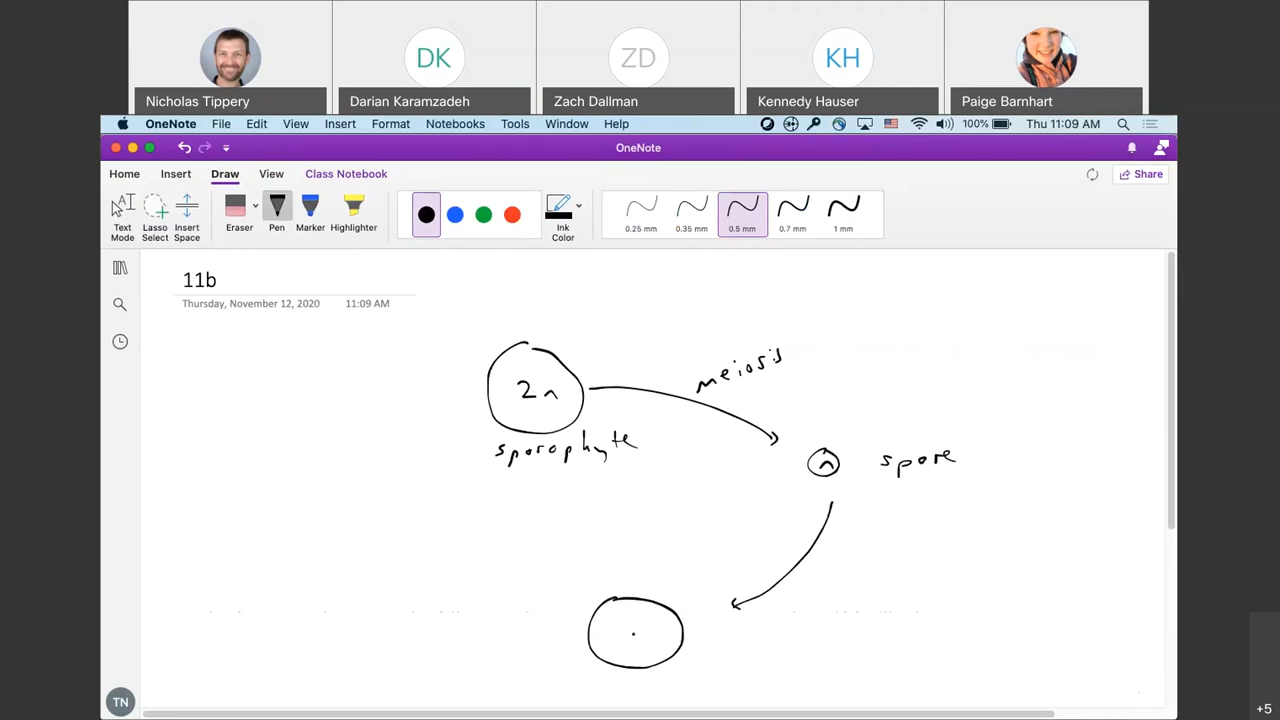 DK
ZD
KH
Nicholas Tippery
Darian Karamzadeh
Zach Dallman
Kennedy Hauser
Paige Barnhart
OneNote File Edit View Insert Format Notebooks Tools Window Help 100% Thu 11:09 AM
OneNote
Home Insert Draw View Class Notebook Share
Text Mode
Lasso Select
Insert Space
Eraser
Pen
Marker
Highlighter
Ink Color
0.25 mm
0.35 mm
0.5 mm
0.7 mm
1 mm
11b
Thursday, November 12, 2020 11:09 AM
meiosis
2n
sporophyte
n spore
TN
+5